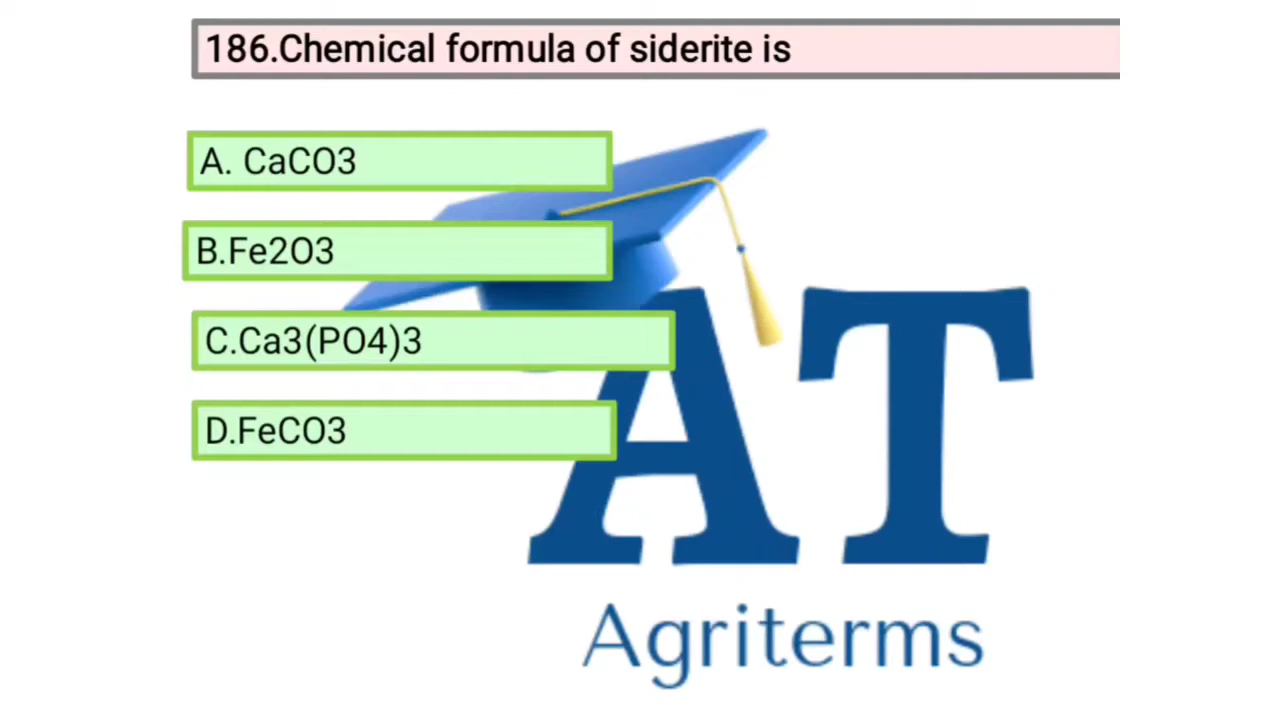 186.Chemical formula of siderite is
A. CaCO3
B.Fe2O3
C.Ca3(PO4)3
D.FeCO3
AT
Agriterms